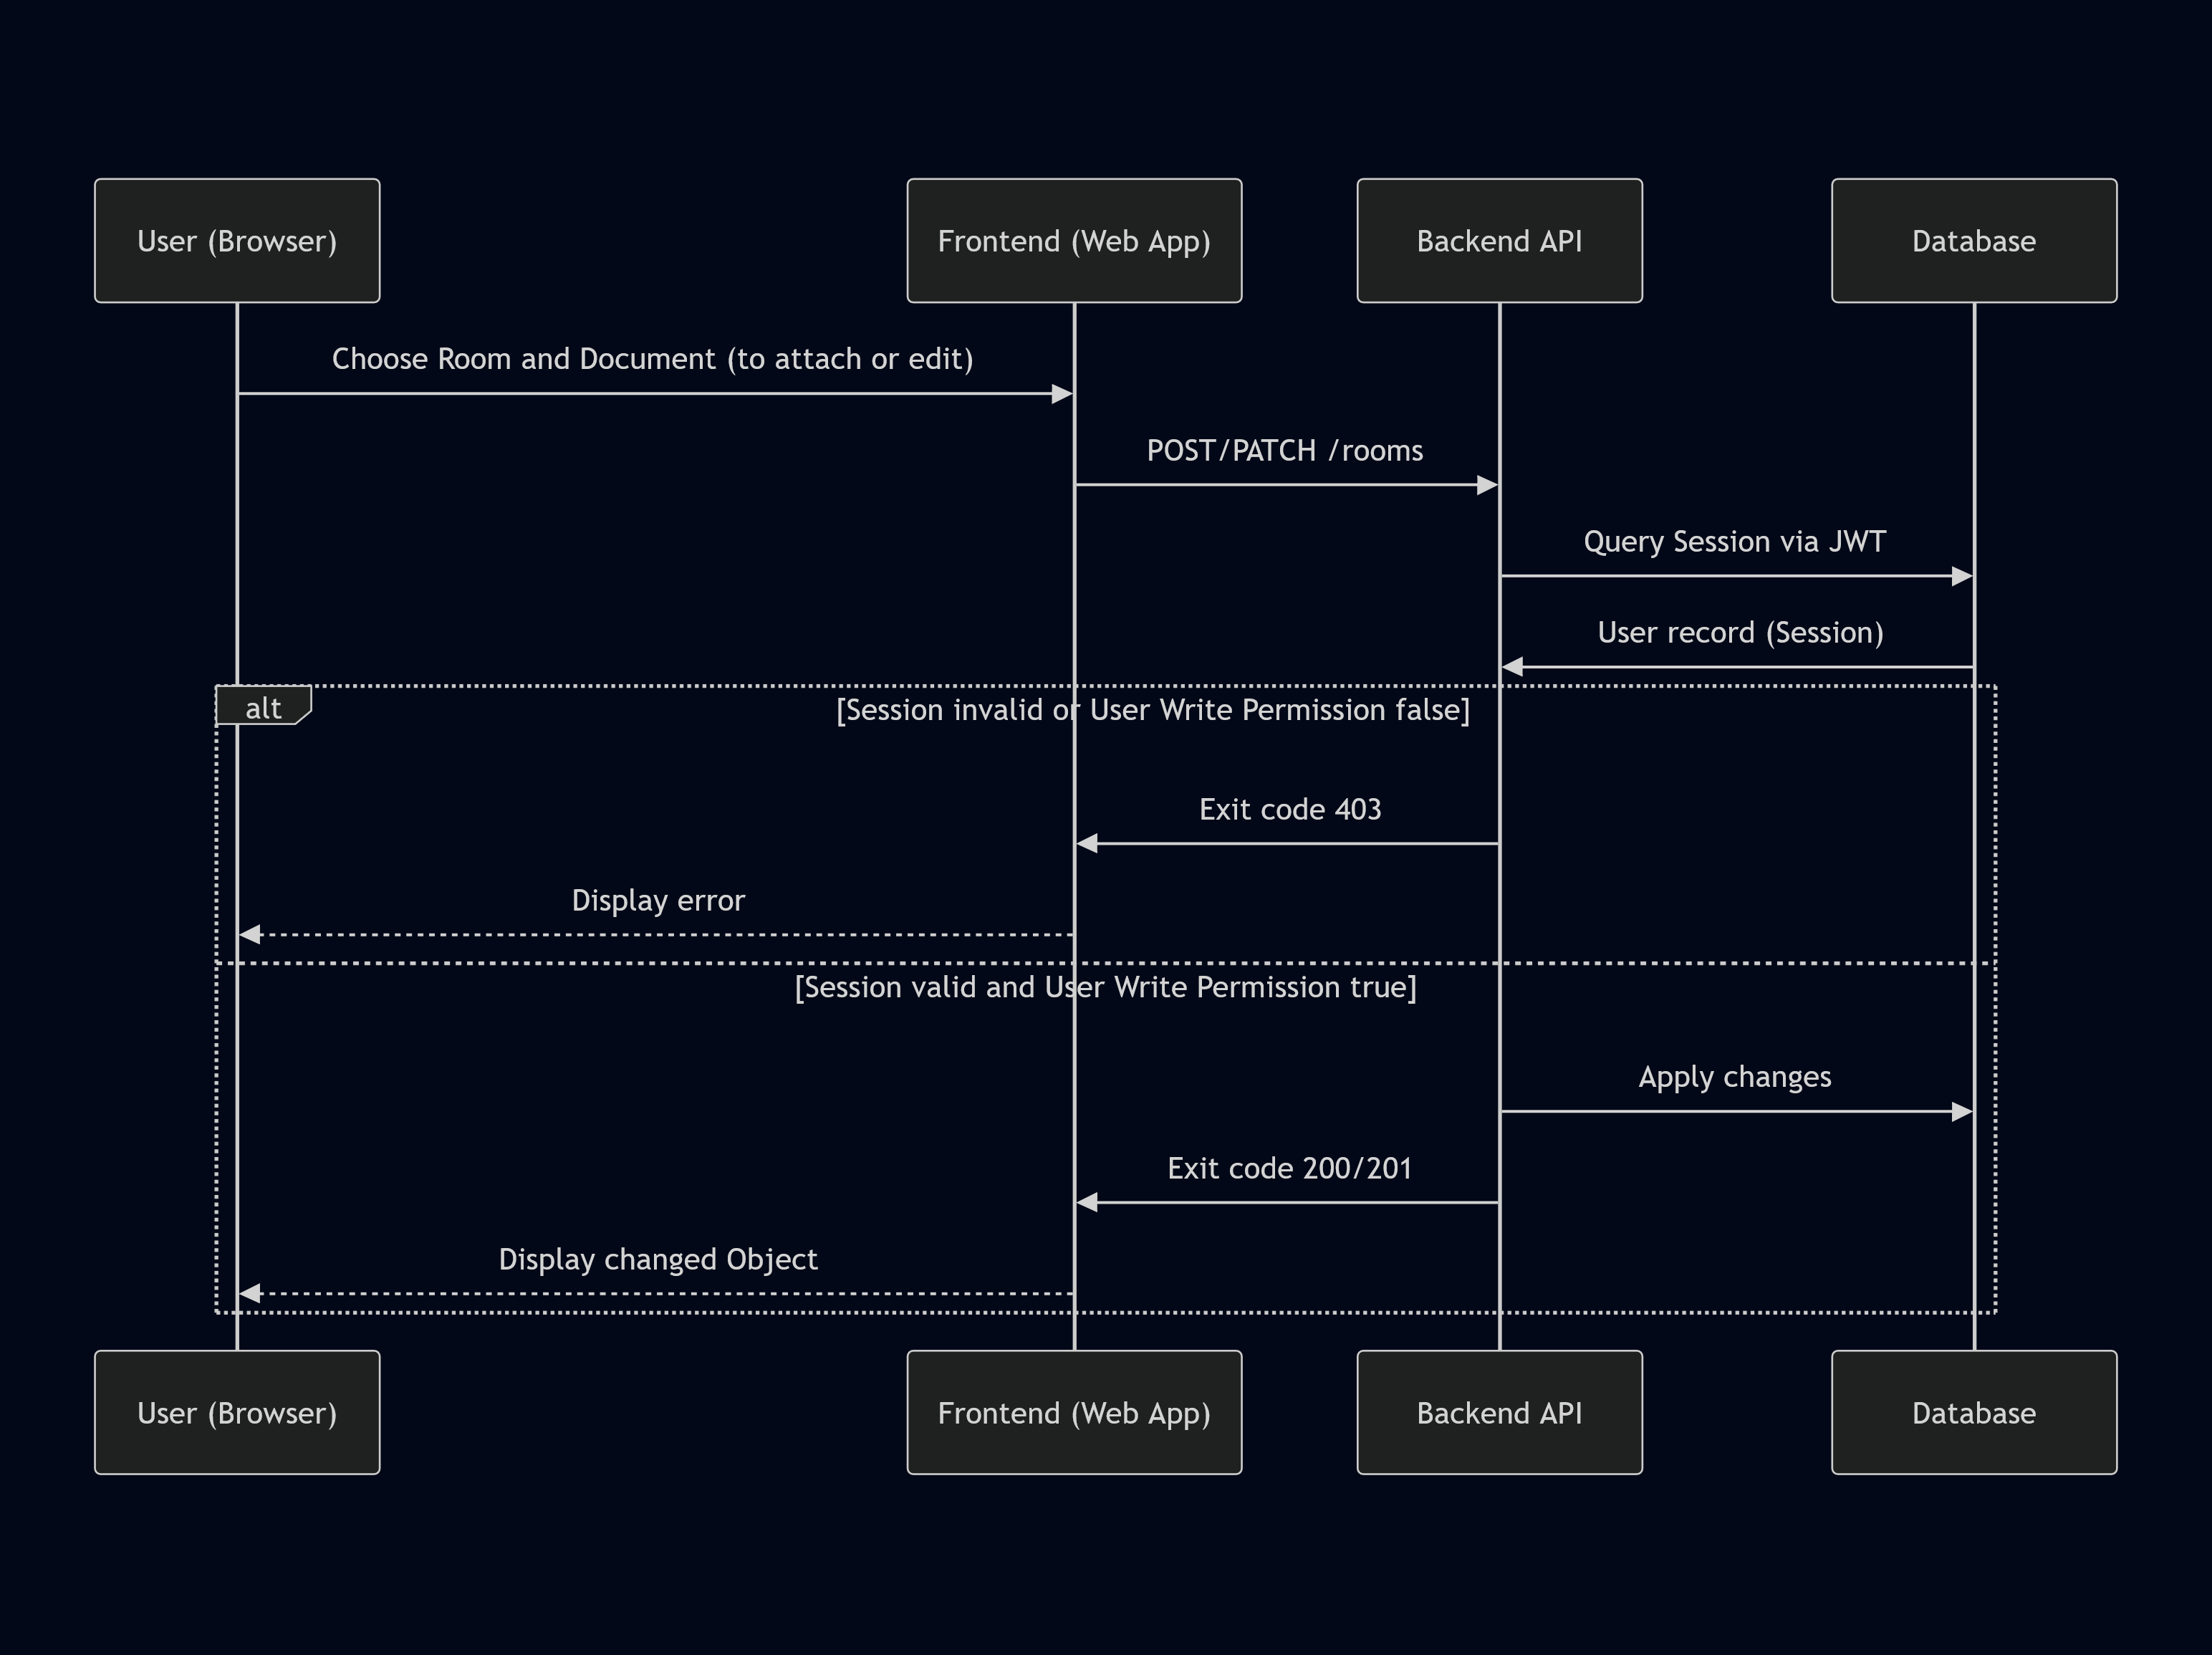 User (Browser)
Frontend (Web App)
Backend API
Database
Choose Room and Document (to attach or edit)
POST/PATCH /rooms
Query Session via JWT
User record (Session)
alt
[Session invalid or User Write Permission false]
Exit code 403
Display error
[Session valid and User Write Permission true]
Apply changes
Exit code 200/201
Display changed Object
User (Browser)
Frontend (Web App)
Backend API
Database